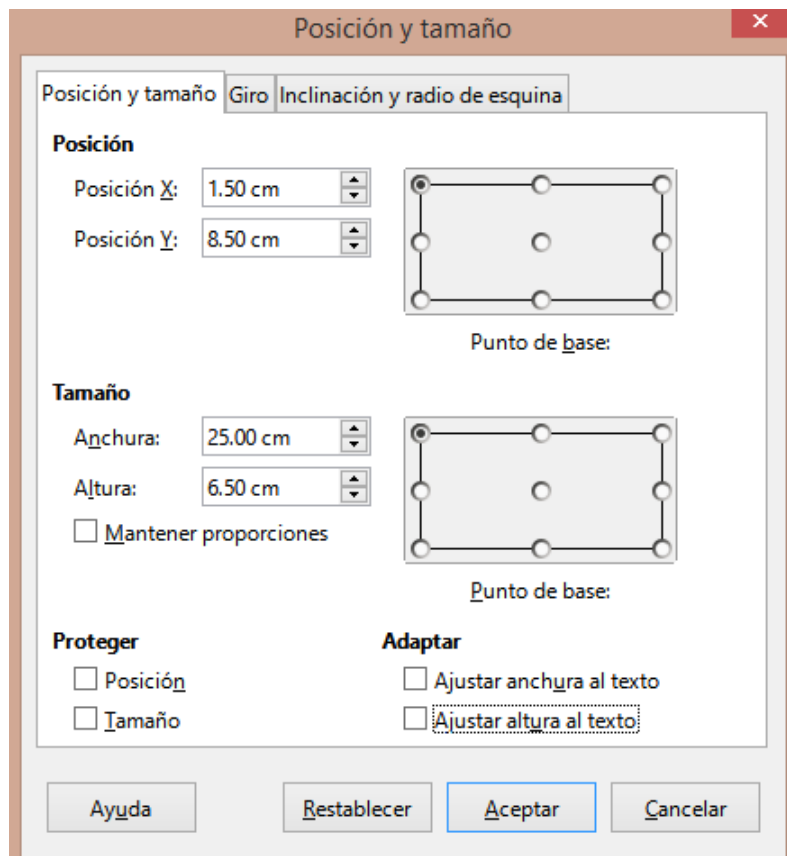 Posición y tamaño
Posición y tamaño Giro Inclinación y radio de esquina
Posición
Posición X: 1.50 cm
Posición Y: 8.50 cm
Punto de base:
Tamaño
Anchura: 25.00 cm
Altura: 6.50 cm
Mantener proporciones
Punto de base:
Proteger Adaptar
Posición Ajustar anchura al texto
Tamaño Ajustar altura al texto
Ayuda Restablecer Aceptar Cancelar